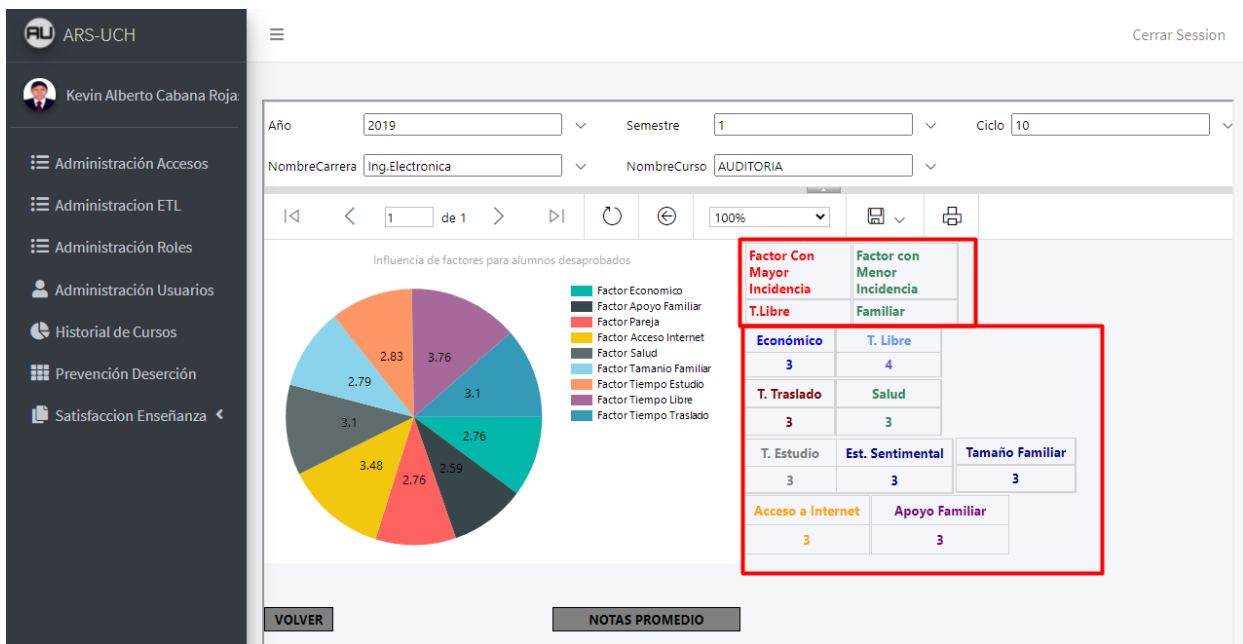 AU ARS-UCH
Cerrar Session
Kevin Alberto Cabana Roja
Administración Accesos
Administracion ETL
Administración Roles
Administración Usuarios
Historial de Cursos
Prevención Deserción
Satisfaccion Enseñanza
Año 2019 Semestre 1 Ciclo 10
NombreCarrera Ing.Electronica NombreCurso AUDITORIA
1 de 1 100%
Influencia de factores para alumnos desaprobados
Factor Economico
Factor Apoyo Familiar
Factor Pareja
Factor Acceso Internet
Factor Salud
Factor Tamanio Familiar
Factor Tiempo Estudio
Factor Tiempo Libre
Factor Tiempo Traslado
2.83
3.76
2.79
3.1
3.1
2.76
3.48
2.76
2.59
Factor Con Mayor Incidencia
Factor con Menor Incidencia
T.Libre Familiar
Económico T. Libre
3 4
T. Traslado Salud
3 3
T. Estudio Est. Sentimental Tamaño Familiar
3 3 3
Acceso a Internet Apoyo Familiar
3 3
VOLVER NOTAS PROMEDIO